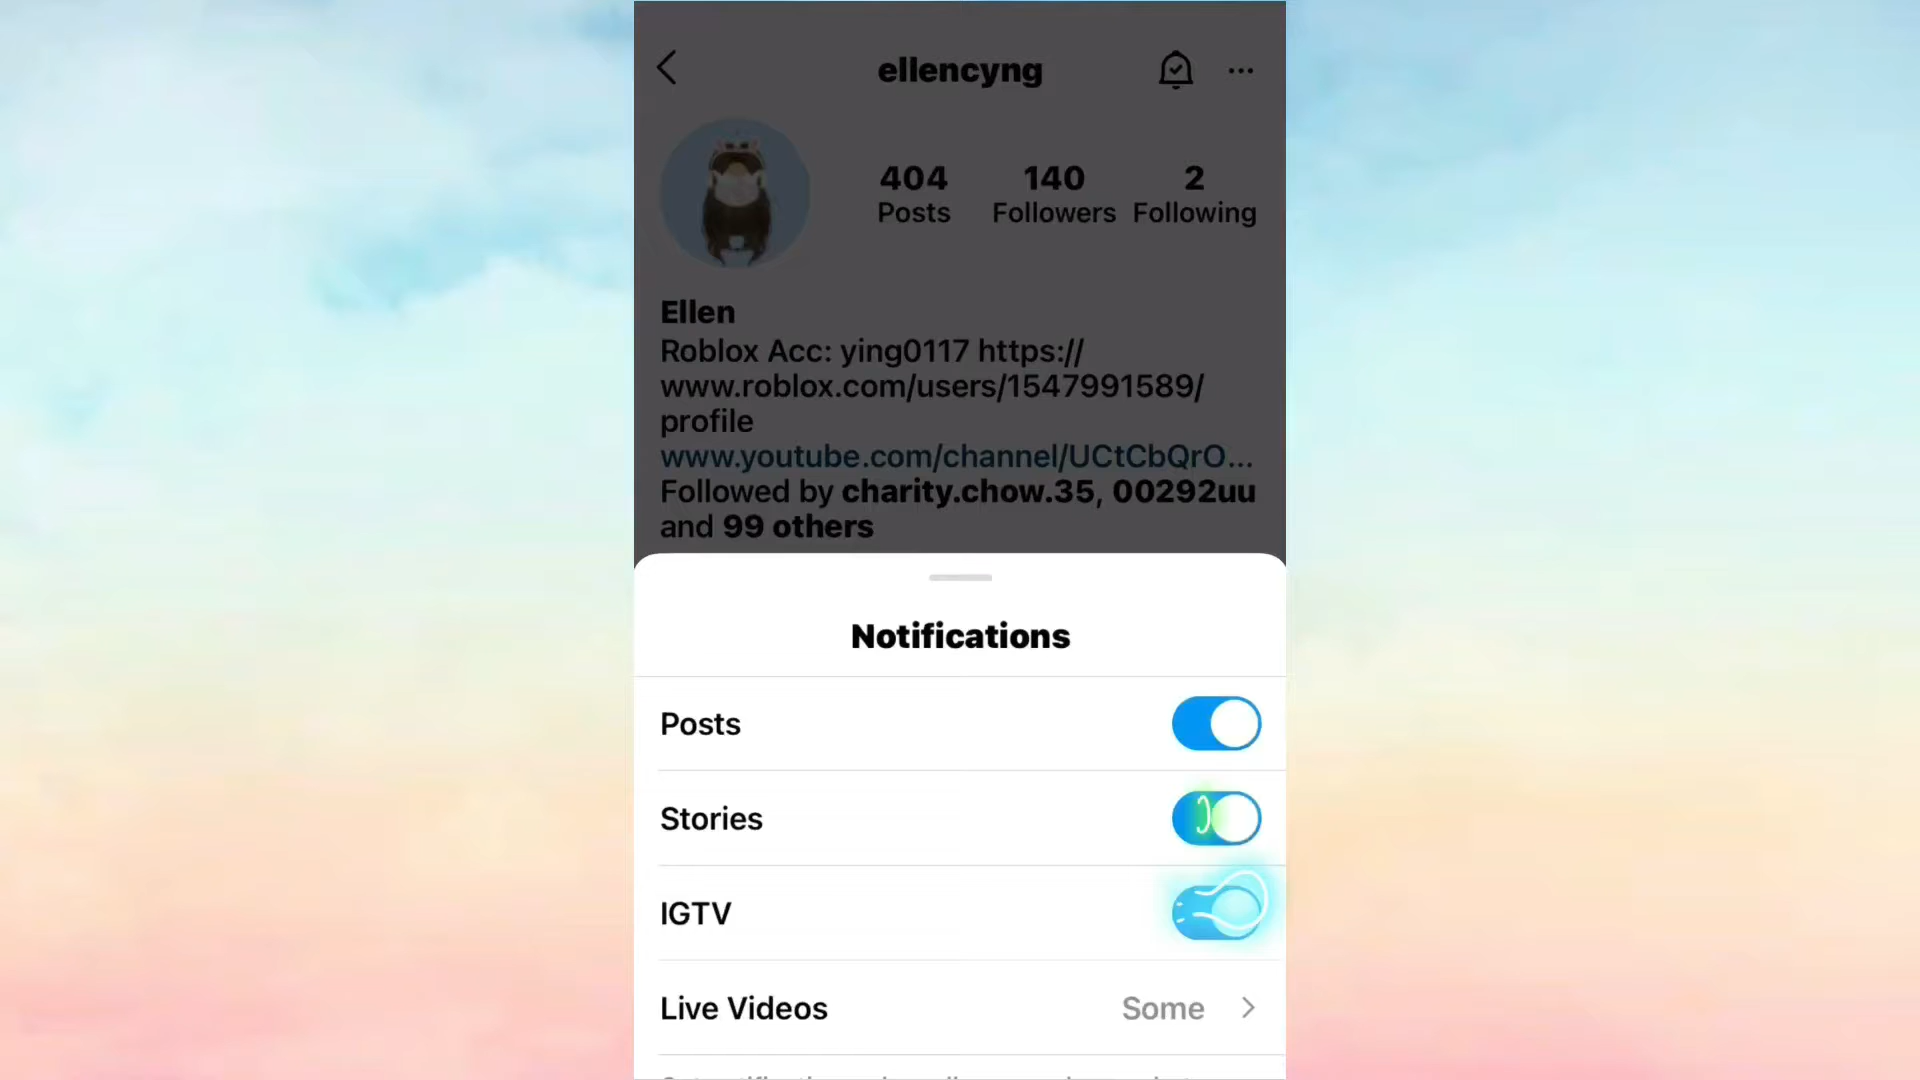 ellencyng
404 140 2
Posts Followers Following
Ellen
Roblox Acc: ying0117 https://
www.roblox.com/users/1547991589/
profile
www.youtube.com/channel/UCtCbQrO...
Followed by charity.chow.35, 00292uu
and 99 others
Notifications
Posts
Stories
IGTV
Live Videos Some